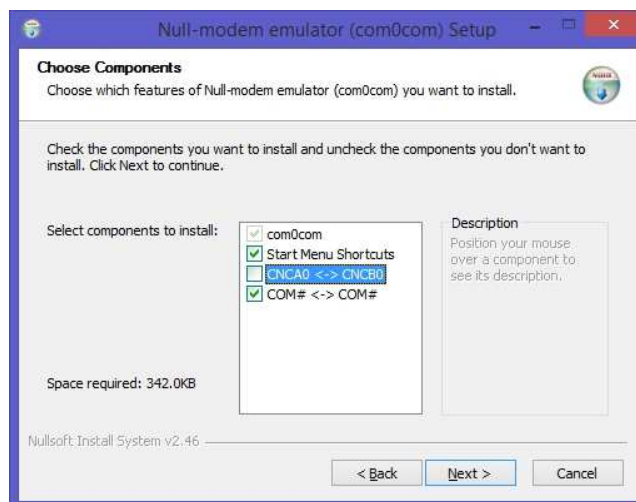 Null-modem emulator (com0com) Setup
Choose Components
Choose which features of Null-modem emulator (com0com) you want to install.
Check the components you want to install and uncheck the components you don't want to
install. Click Next to continue.
Select components to install:
com0com
Start Menu Shortcuts
CNCA0 <-> CNCB0
COM# <-> COM#
Description
Position your mouse
over a component to
see its description.
Space required: 342.0KB
Nullsoft Install System v2.46
< Back
Next >
Cancel